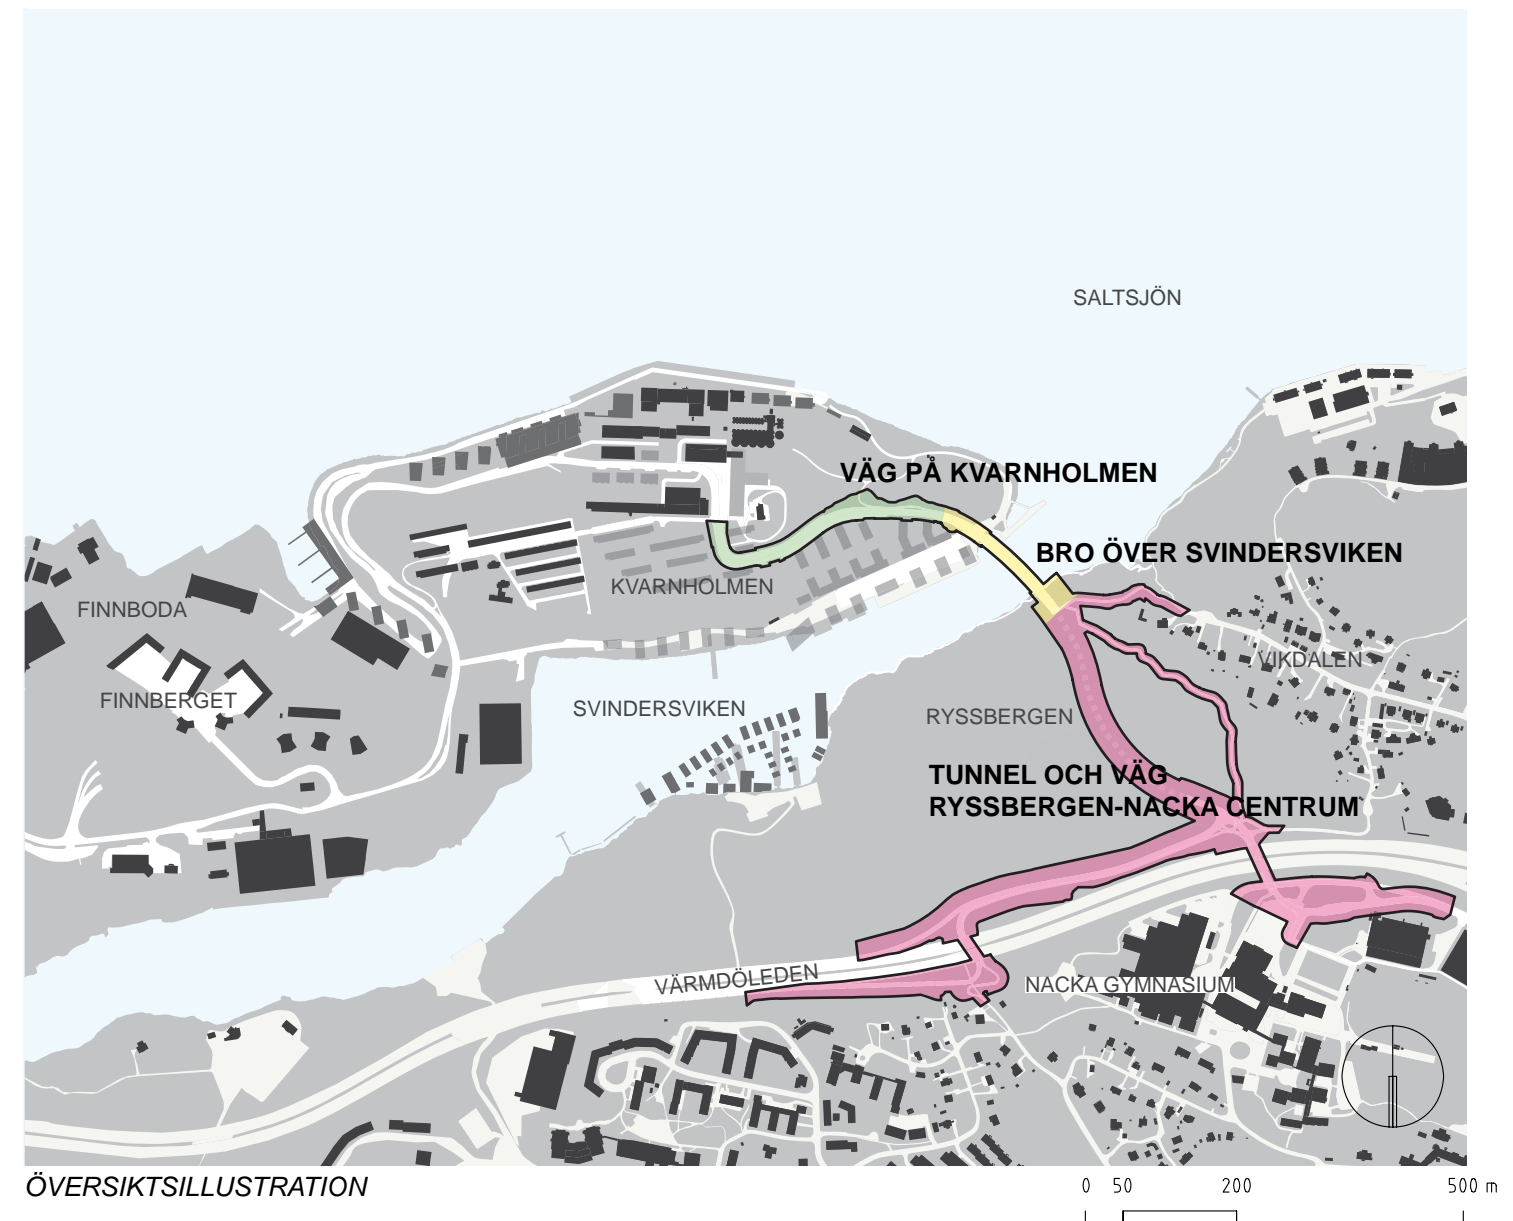 SALTSJÖN
VÄG PÅ KVARNHOLMEN
BRO ÖVER SVINDERSVIKEN
KVARNHOLMEN
FINNBODA
VIKDALEN
FINNBERGET
SVINDERSVIKEN
RYSSBERGEN
TUNNEL OCH VÄG
RYSSBERGEN-NACKA CENTRUM
VÄRMDÖLEDEN
NACKA GYMNASIUM
ÖVERSIKTSILLUSTRATION
0 50 200 500 m